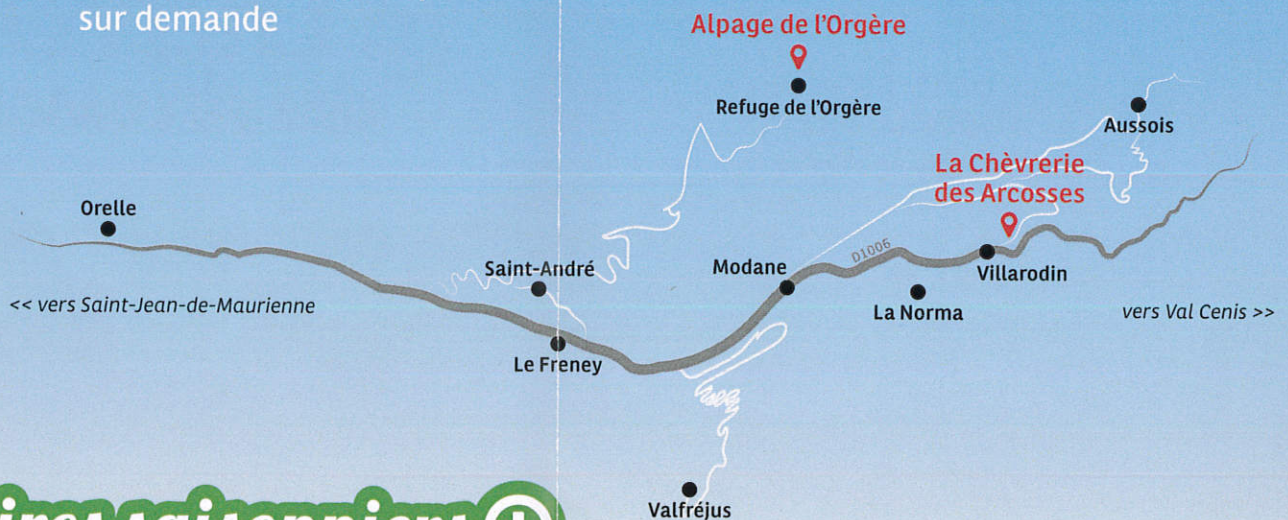 sur demande
Alpage de l'Orgère
Refuge de l'Orgère
Aussois
La Chèvrerie
des Arcosses
Orelle
Saint-André
Modane
D1006
Villarodin
<< vers Saint-Jean-de-Maurienne
La Norma
vers Val Cenis >>
Le Freney
Valfréjus